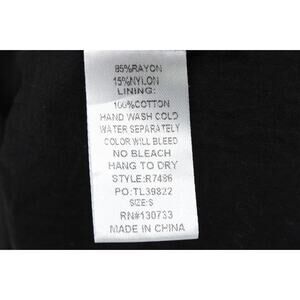 85%RAYON
15%NYLON
LINING:
100%COTTON
HAND WASH COLD
WATER SEPARATELY
COLOR WILL BLEED
NO BLEACH
HANG TO DRY
STYLE:R7486
PO:TL39822
SIZE:S
RN#130733
MADE IN CHINA